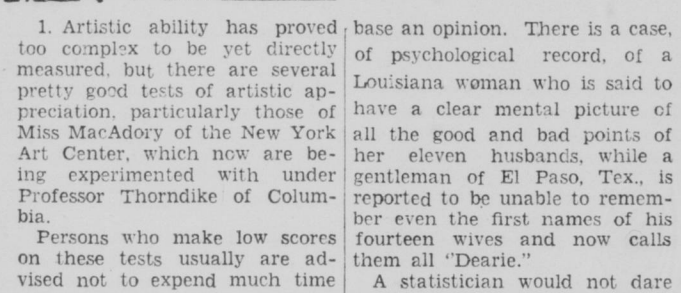 1. Artistic ability has proved
too complex to be yet directly
measured, but there are several
pretty good tests of artistic ap-
preciation, particularly those of
Miss MacAdory of the New York
Art Center, which now are be-
ing experimented with under
Professor Thorndike of Colum-
bia.
Persons who make low scores
on these tests usually are ad-
vised not to expend much time
base an opinion. There is a case,
of psychological record, of a
Louisiana woman who is said to
have a clear mental picture of
all the good and bad points of
her eleven husbands, while a
gentleman of El Paso, Tex., is
reported to be unable to remem-
ber even the first names of his
fourteen wives and now calls
them all "Dearie."
A statistician would not dare